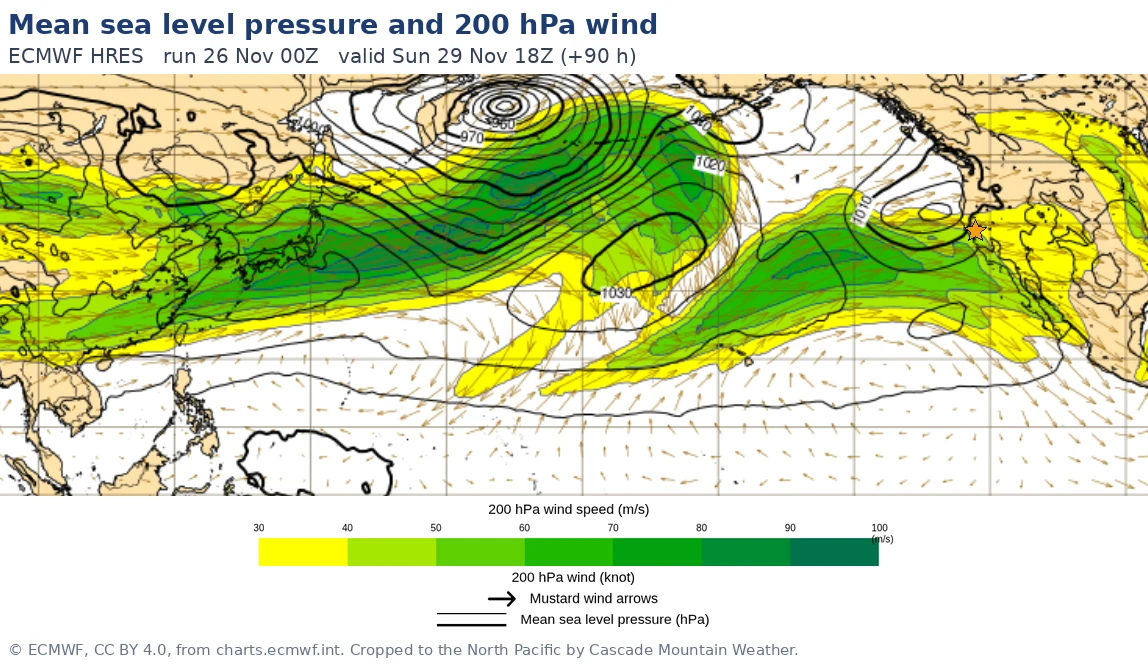 Mean sea level pressure and 200 hPa wind
ECMWF HRES run 26 Nov 00Z valid Sun 29 Nov 18Z (+90 h)
960
970
1020
1010
1030
200 hPa wind speed (m/s)
30 40 50 60 70 80 90 100
(m/s)
200 hPa wind (knot)
Mustard wind arrows
Mean sea level pressure (hPa)
© ECMWF, CC BY 4.0, from charts.ecmwf.int. Cropped to the North Pacific by Cascade Mountain Weather.